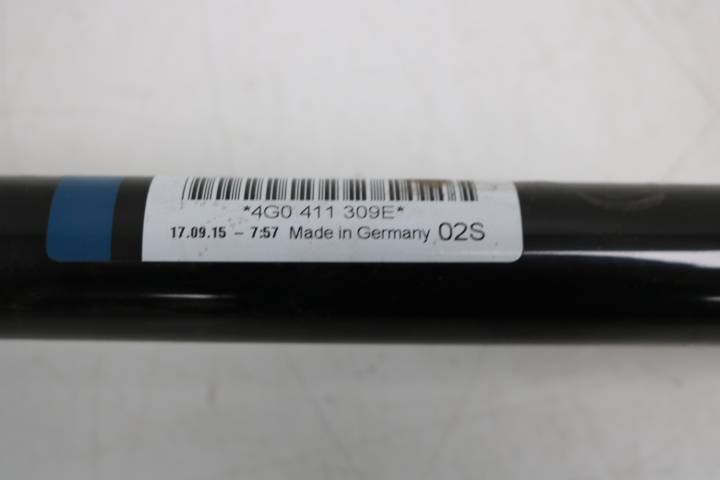 *4G0 411 309E*
17.09.15 – 7:57 Made in Germany 02S